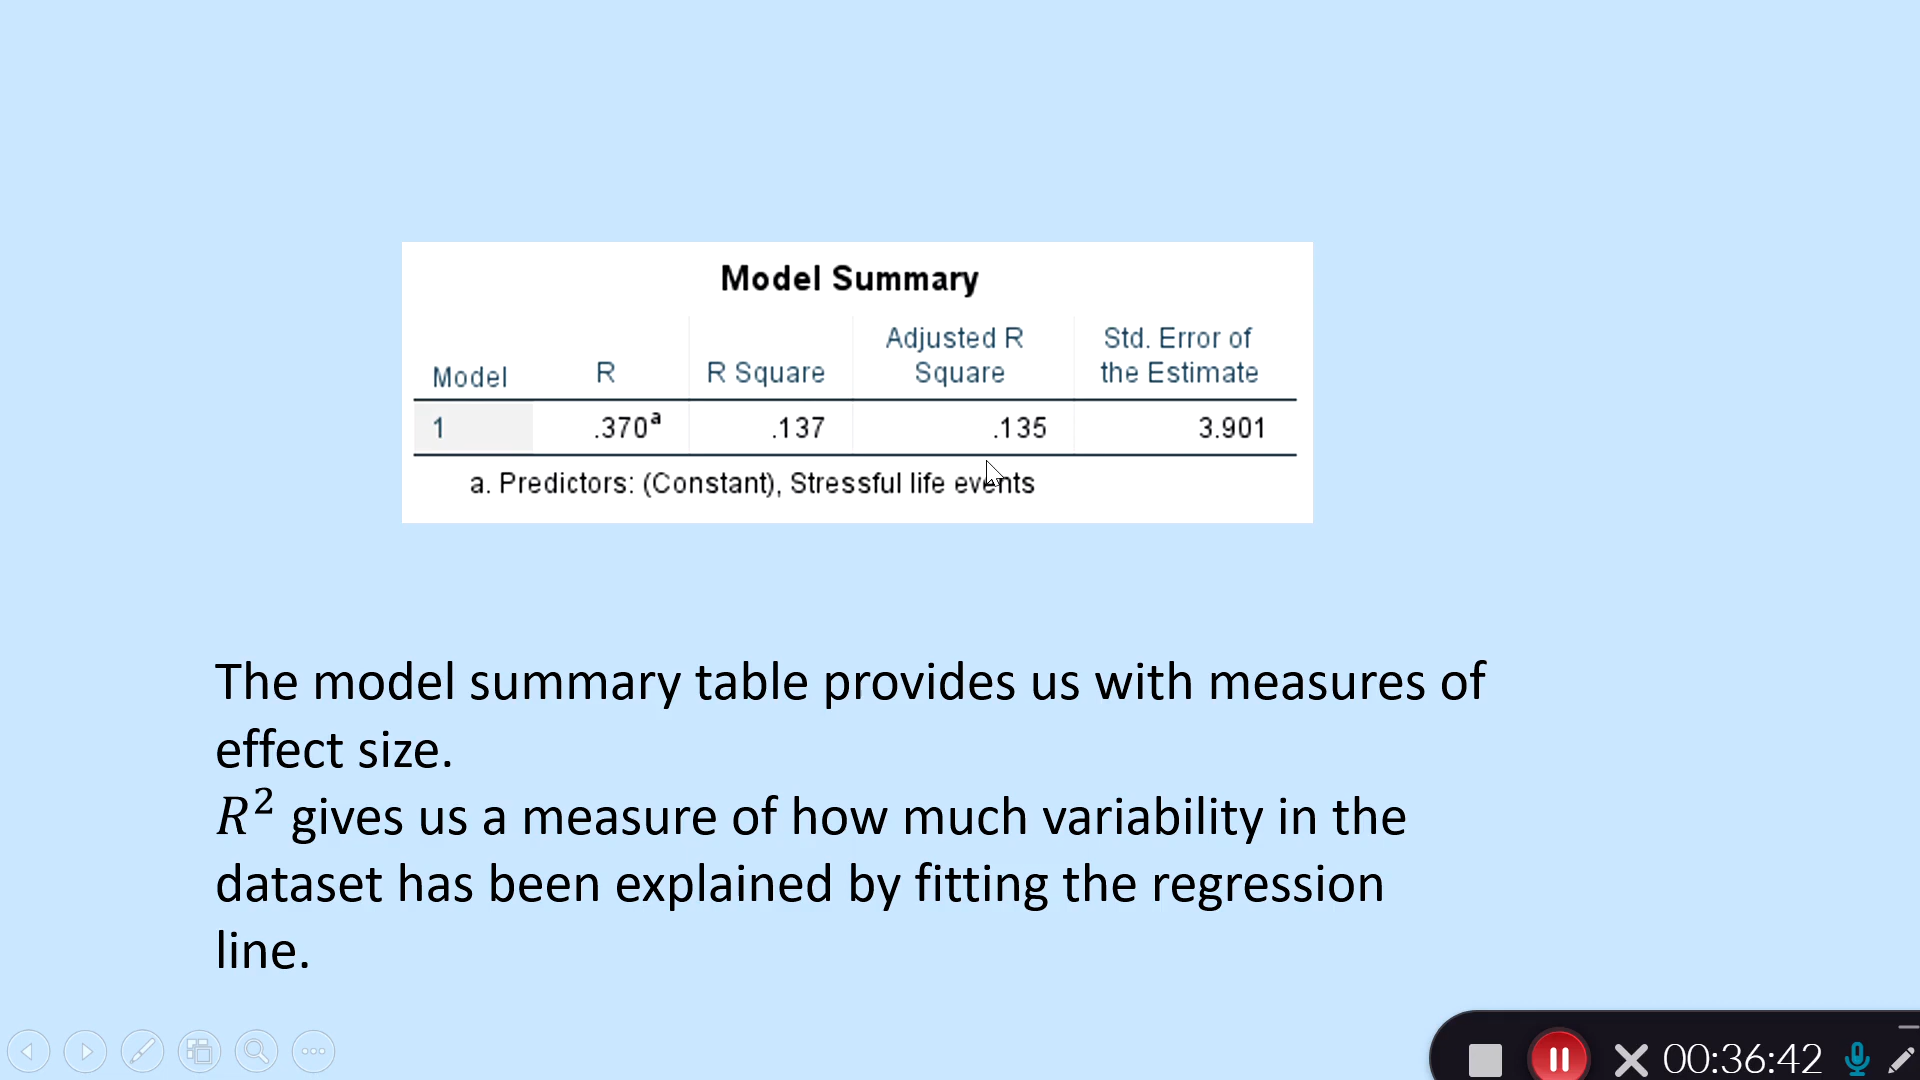 Model Summary
Model R R Square Adjusted R Square Std. Error of the Estimate
1 .370a .137 .135 3.901
a. Predictors: (Constant), Stressful life events
The model summary table provides us with measures of
effect size.
R² gives us a measure of how much variability in the
dataset has been explained by fitting the regression
line.
00:36:42